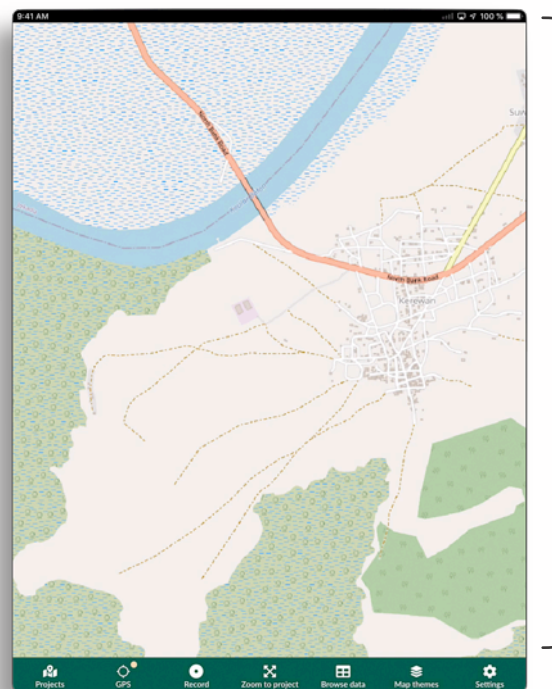 9:41 AM
100 %
North Bank Road
North Bank Road
Kerewan
Projects
GPS
Record
Zoom to project
Browse data
Map themes
Settings